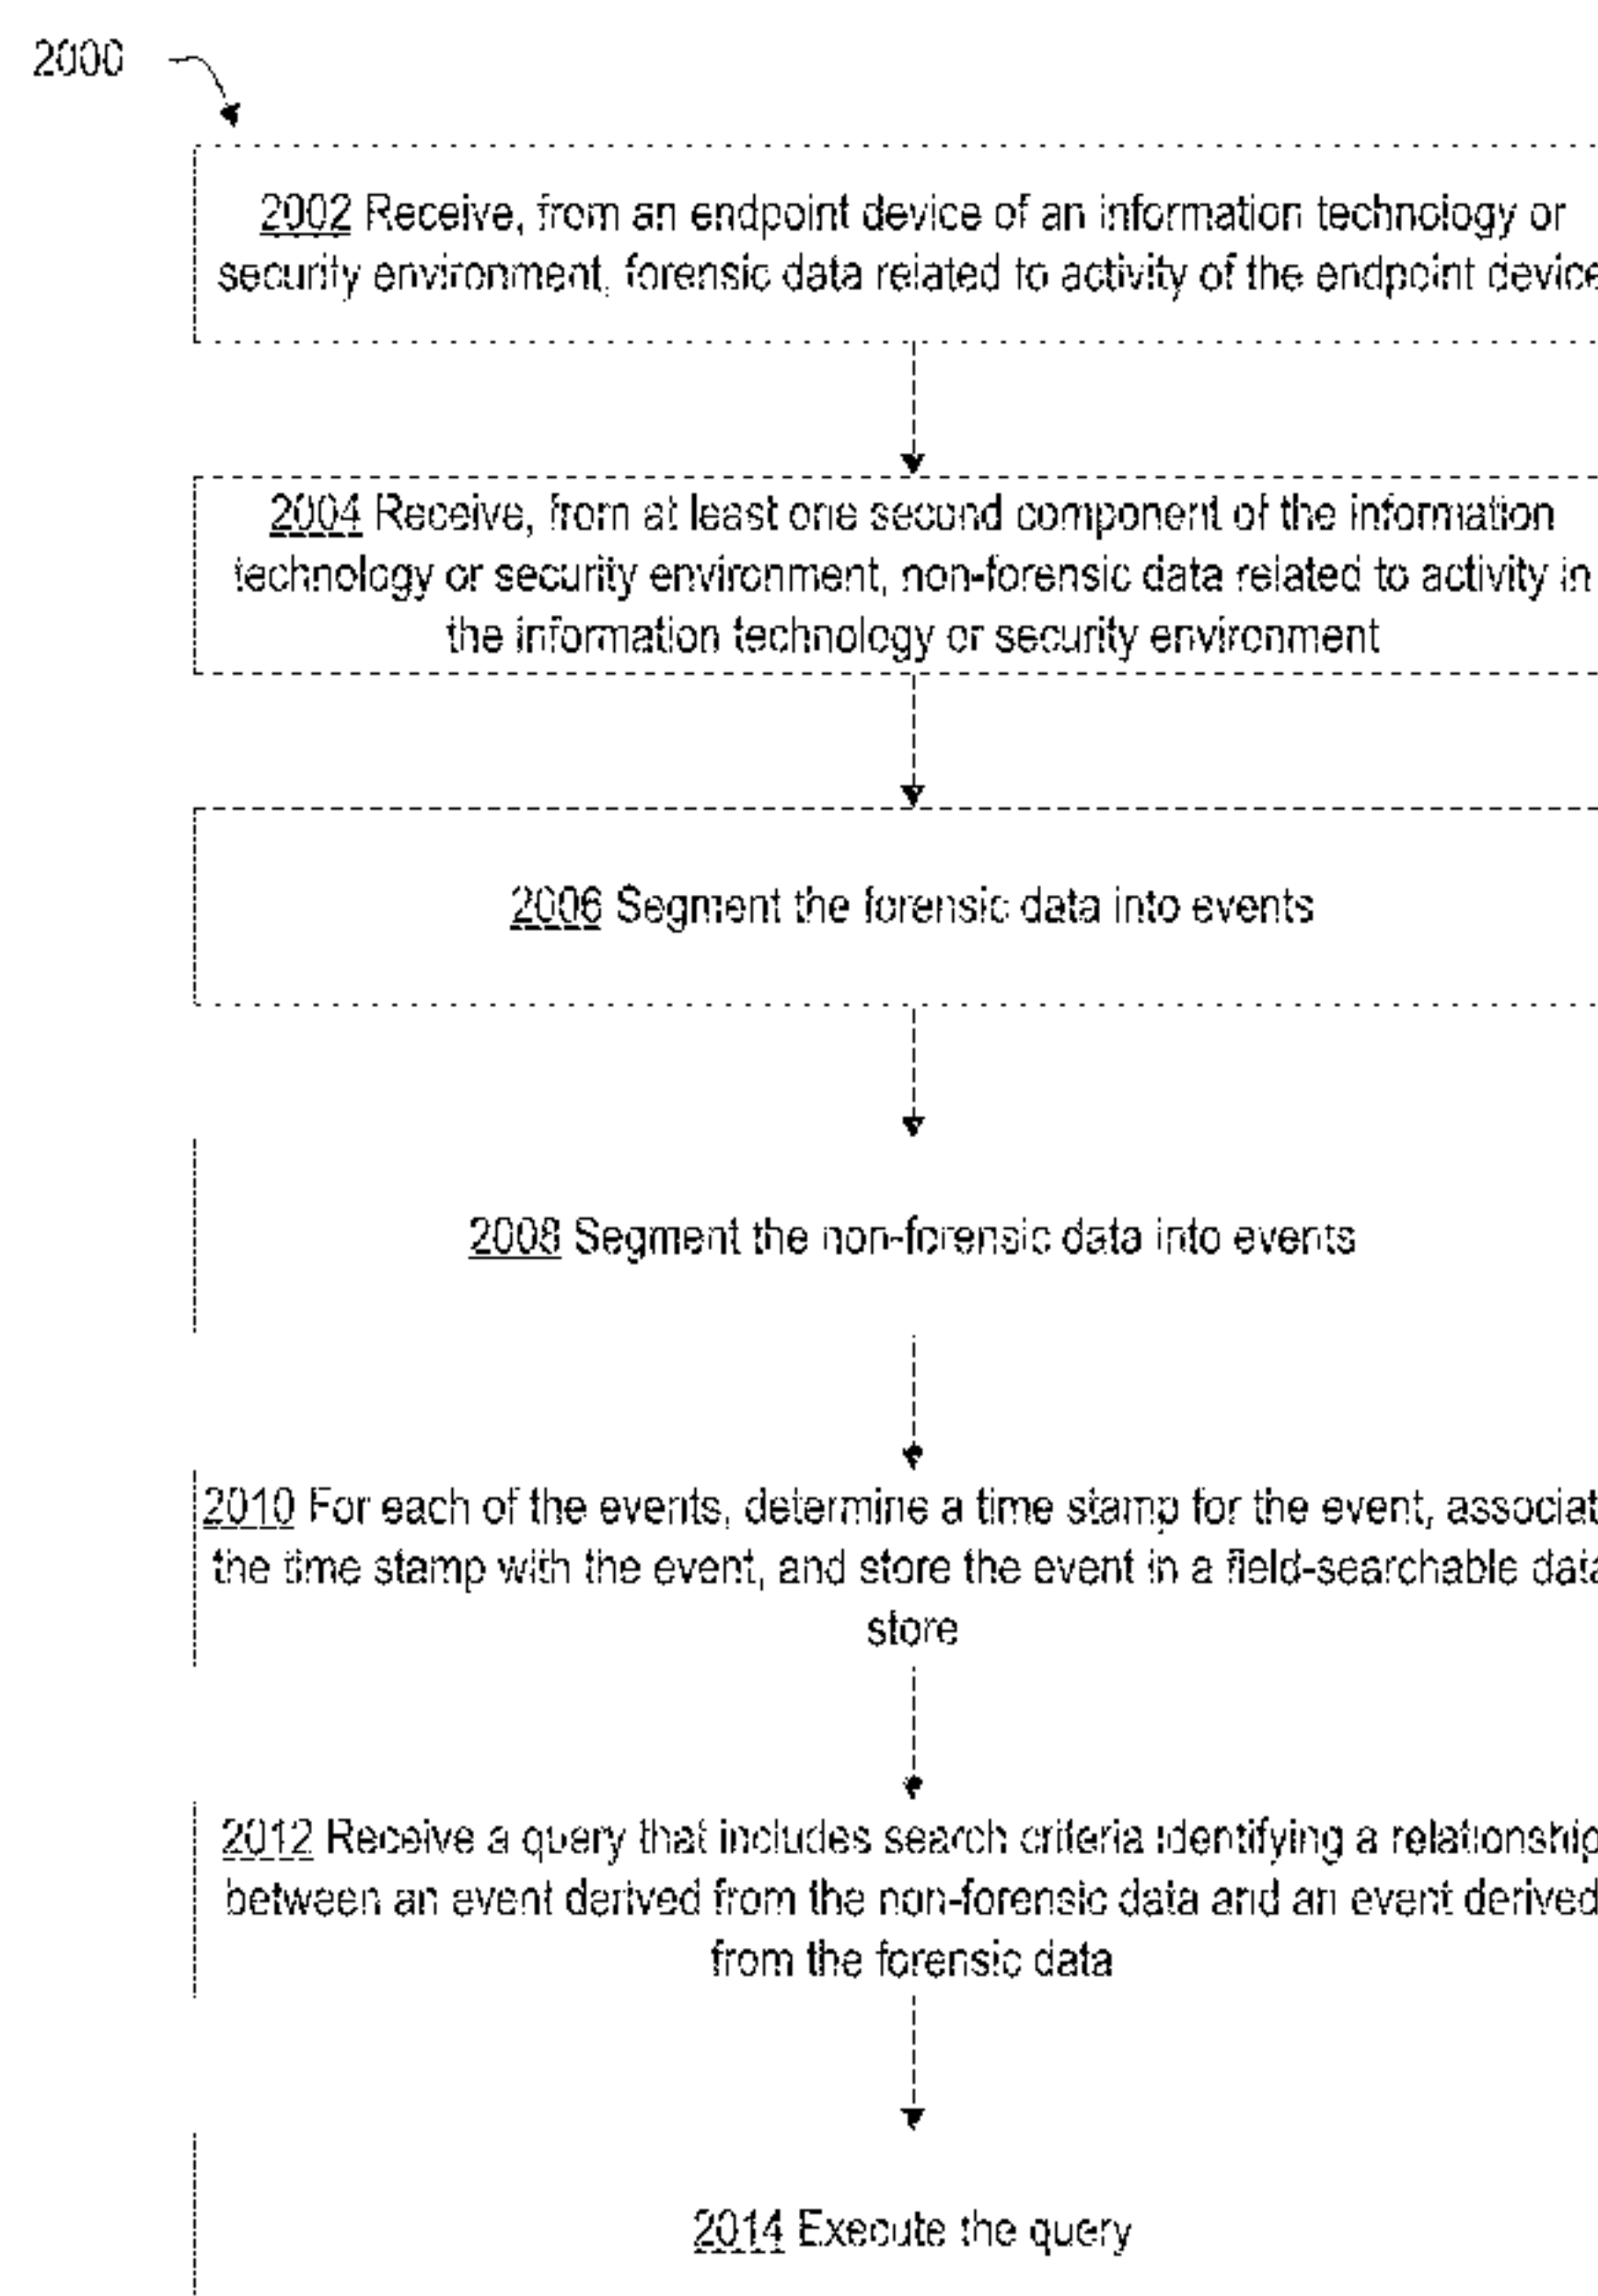 2000
2002 Receive, from an endpoint device of an information technology or
security environment, forensic data related to activity of the endpoint device
2004 Receive, from at least one second component of the information
technology or security environment, non-forensic data related to activity in
the information technology or security environment
2006 Segment the forensic data into events
2008 Segment the non-forensic data into events
2010 For each of the events, determine a time stamp for the event, associat
the time stamp with the event, and store the event in a field-searchable data
store
2012 Receive a query that includes search criteria identifying a relationship
between an event derived from the non-forensic data and an event derived
from the forensic data
2014 Execute the query